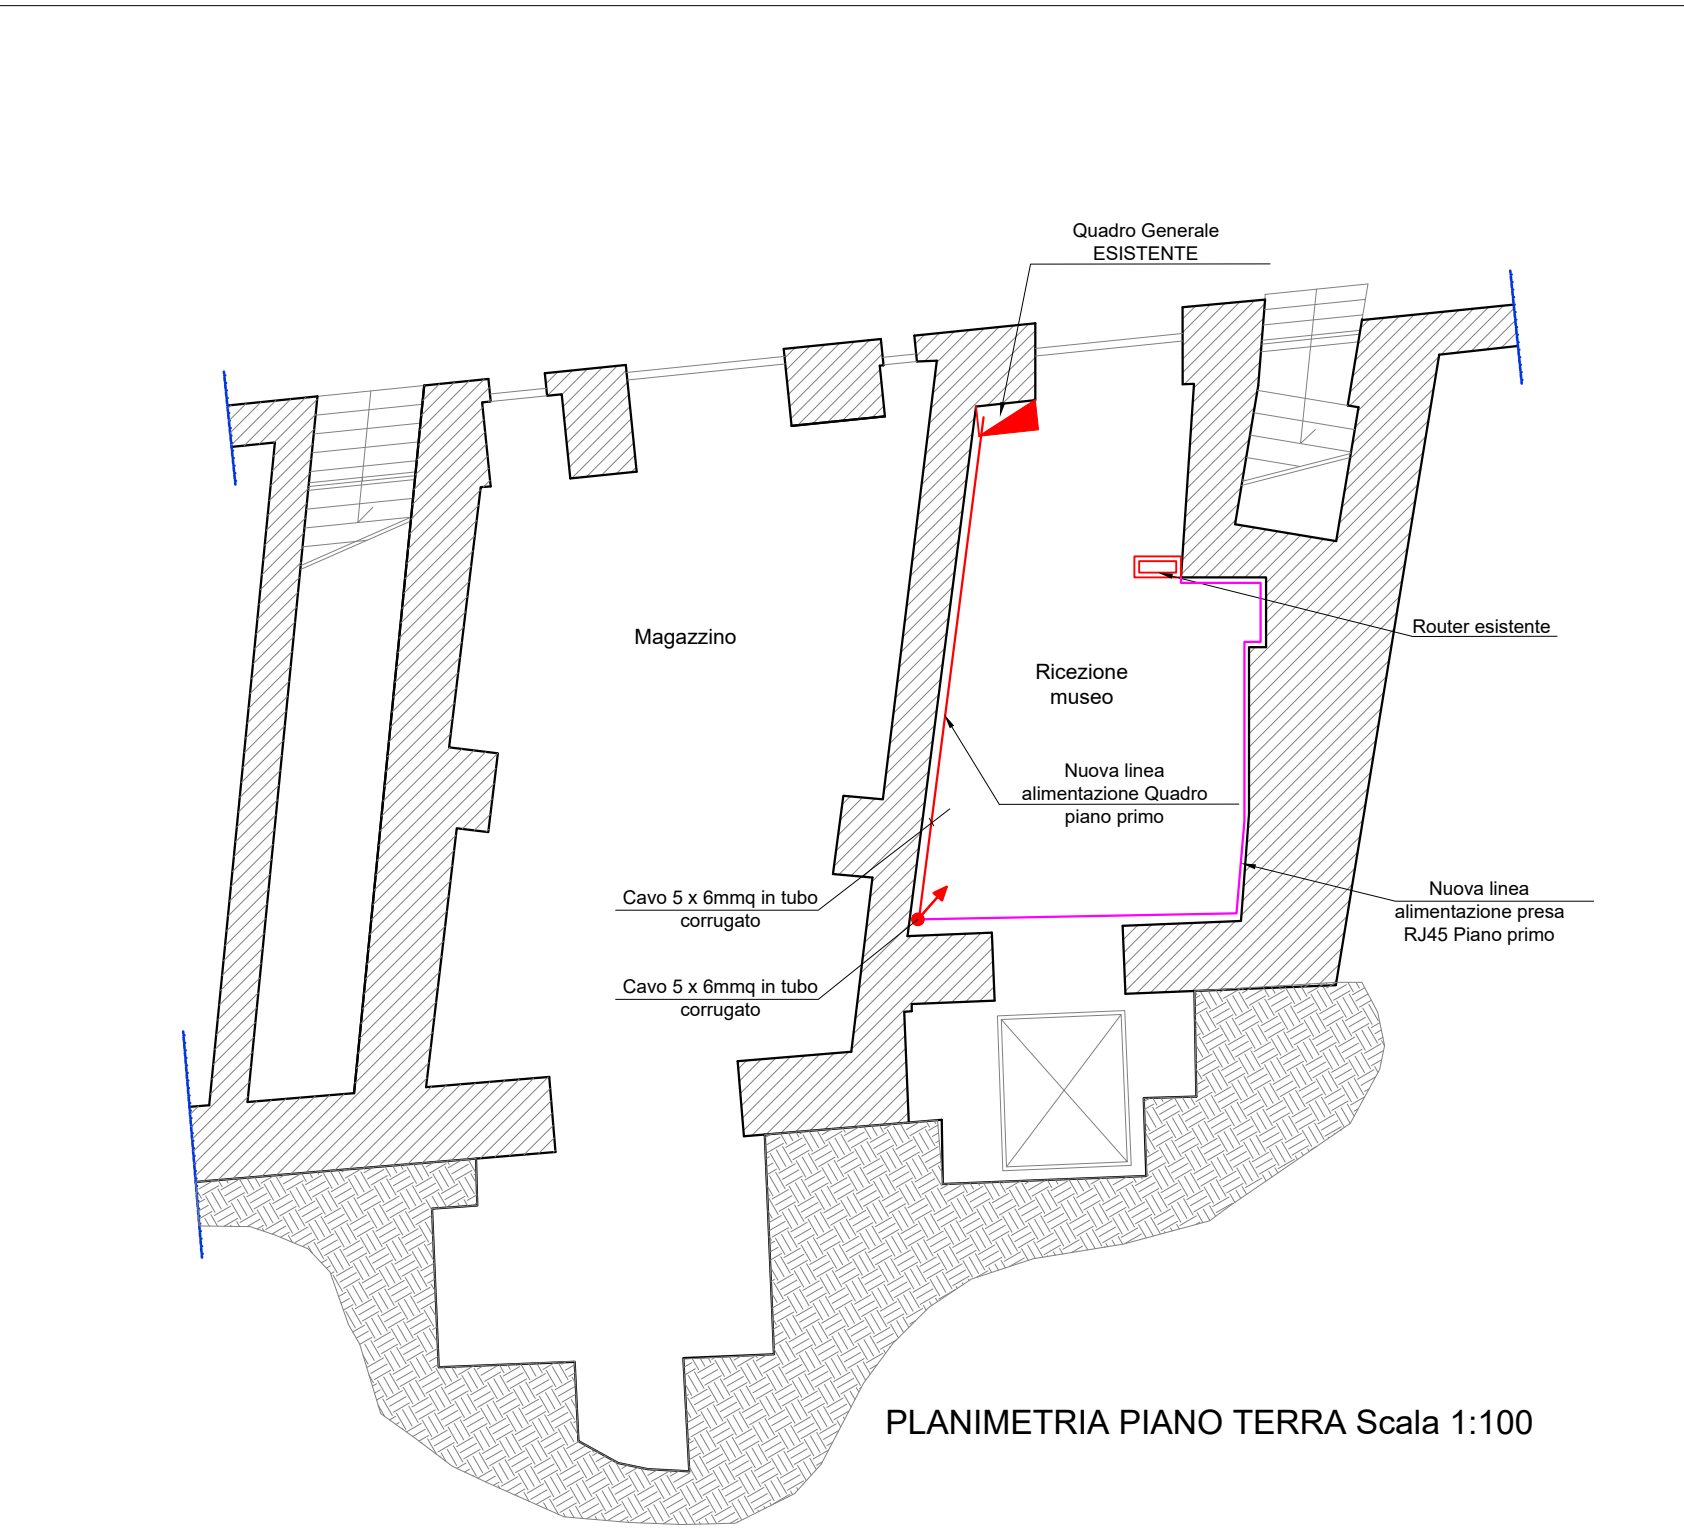 Quadro Generale
ESISTENTE
Router esistente
Magazzino
Ricezione
museo
Nuova linea
alimentazione Quadro
piano primo
Cavo 5 x 6mmq in tubo
corrugato
Nuova linea
alimentazione presa
RJ45 Piano primo
Cavo 5 x 6mmq in tubo
corrugato
PLANIMETRIA PIANO TERRA Scala 1:100